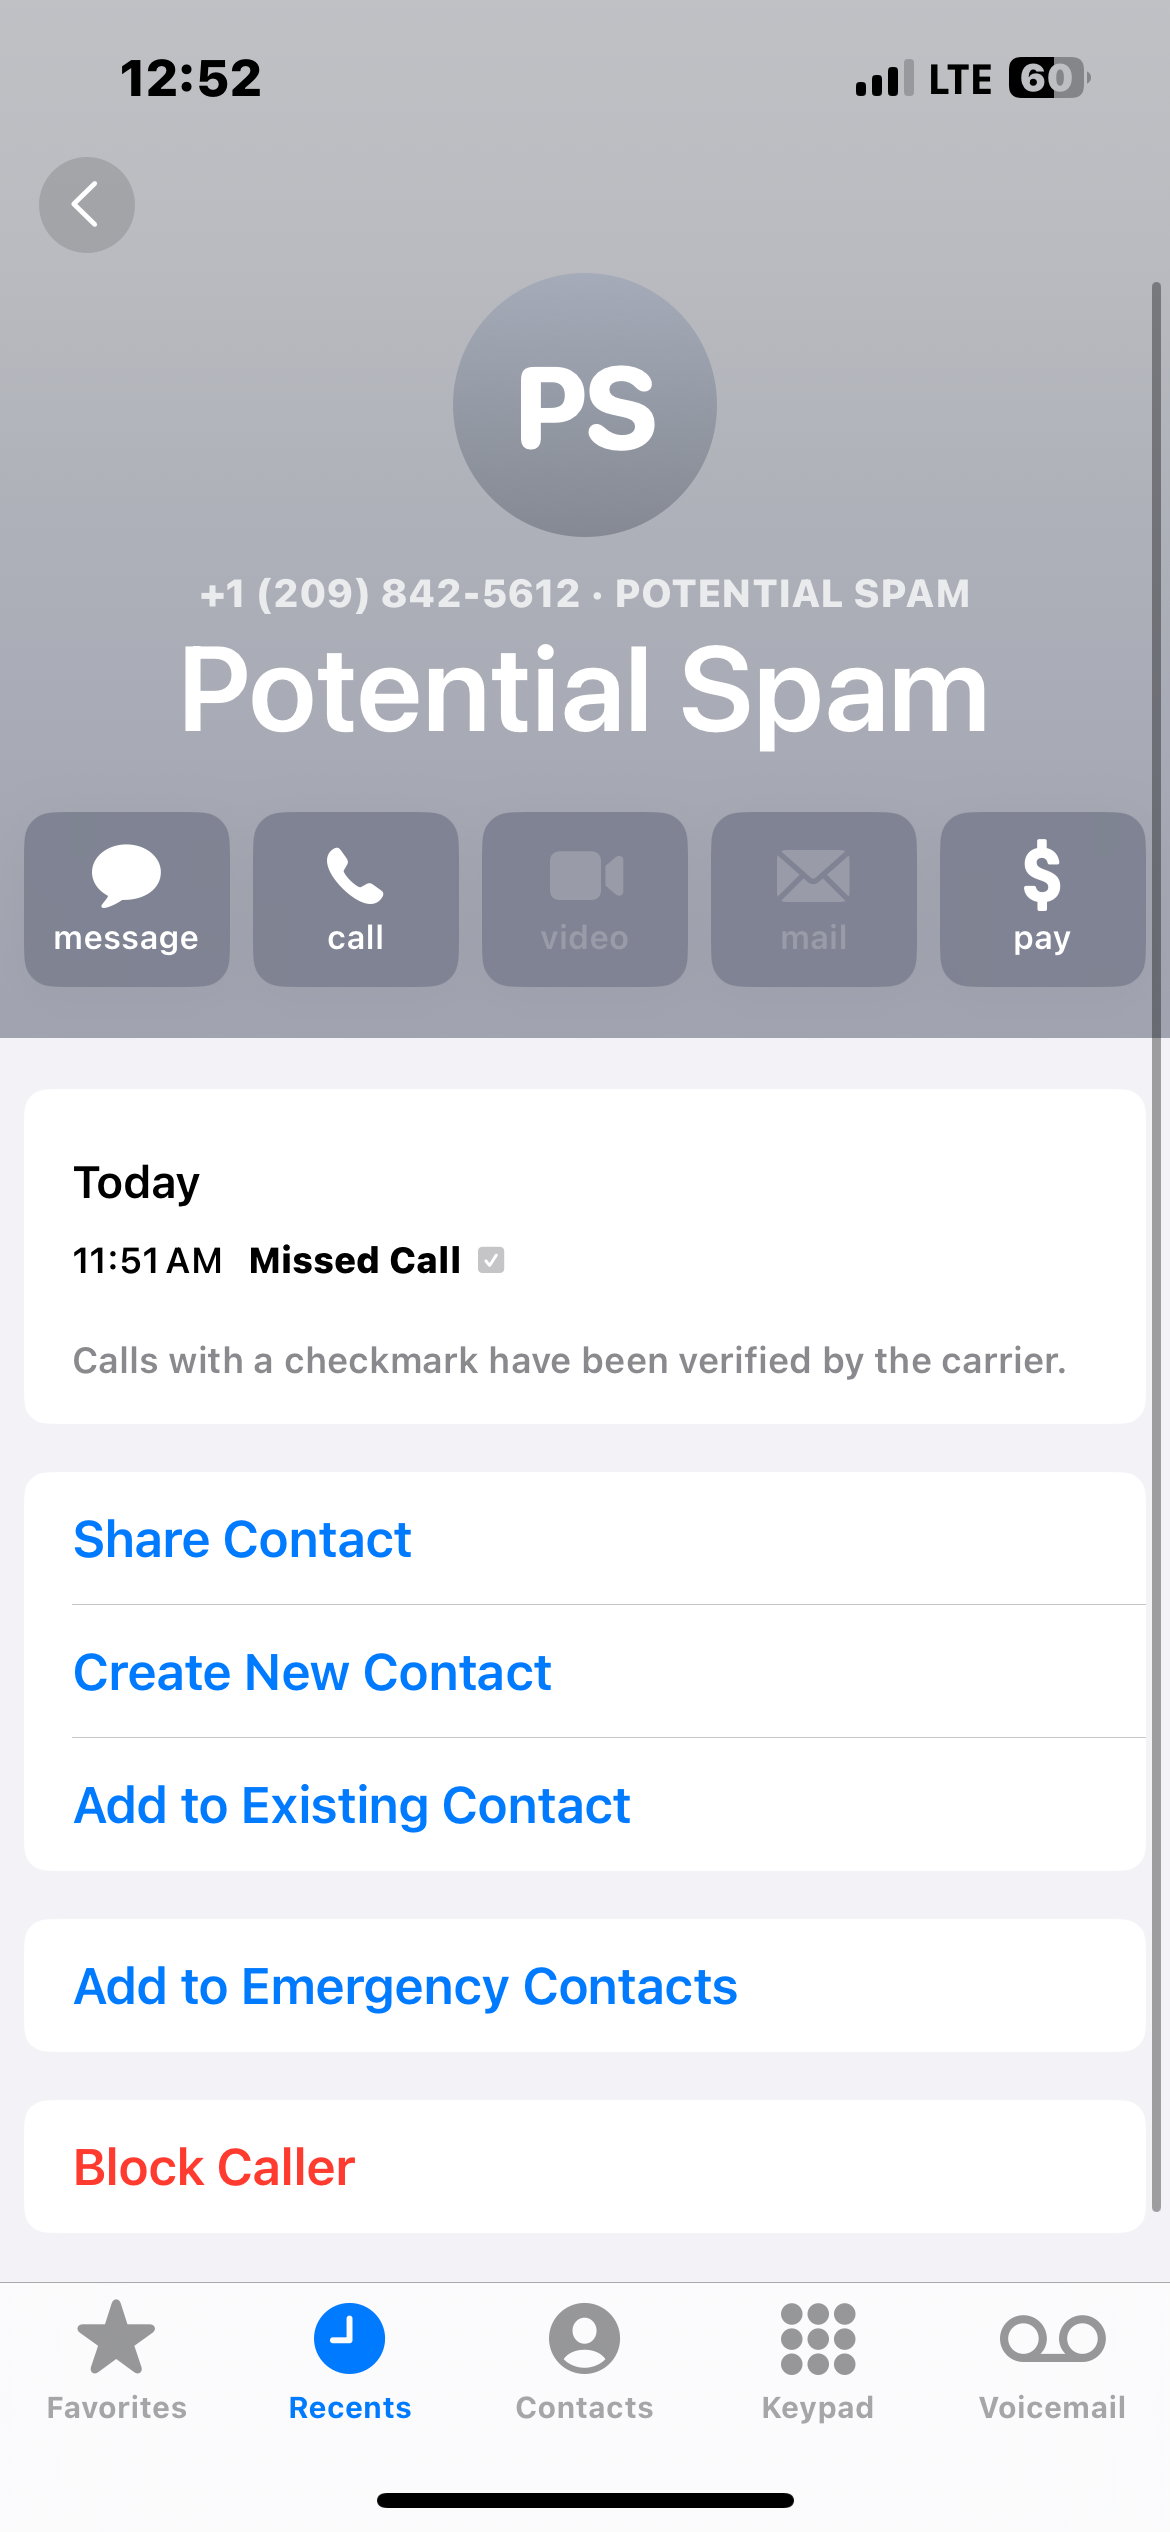 12:52
LTE 60
PS
+1 (209) 842-5612 · POTENTIAL SPAM
Potential Spam
message call video mail pay
Today
11:51 AM Missed Call
Calls with a checkmark have been verified by the carrier.
Share Contact
Create New Contact
Add to Existing Contact
Add to Emergency Contacts
Block Caller
Favorites Recents Contacts Keypad Voicemail